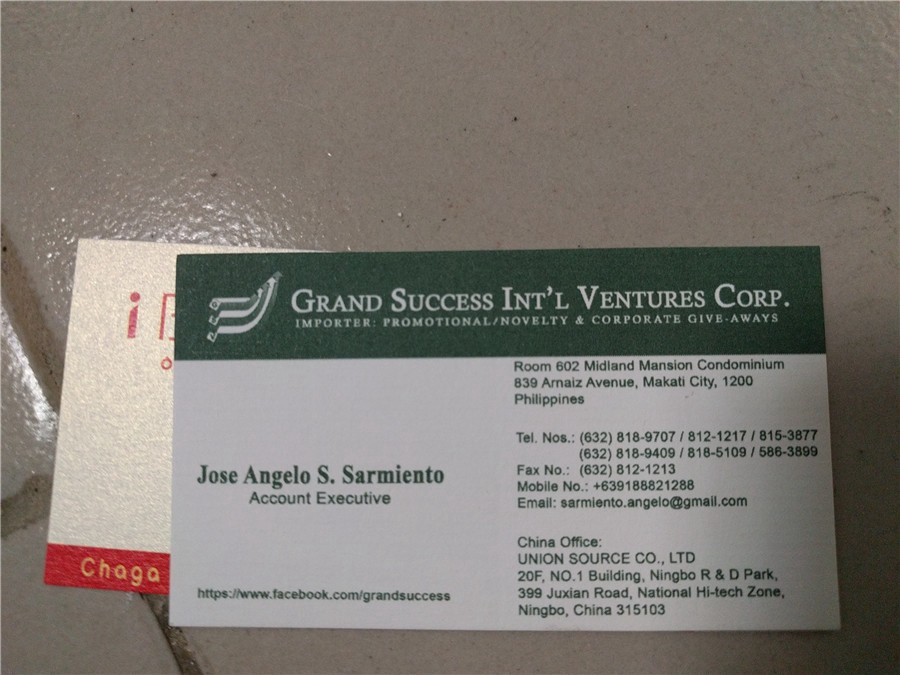 GRAND SUCCESS INT'L VENTURES CORP.
IMPORTER: PROMOTIONAL/NOVELTY & CORPORATE GIVE-AWAYS
Room 602 Midland Mansion Condominium
839 Arnaiz Avenue, Makati City, 1200
Philippines
Tel. Nos.: (632) 818-9707 / 812-1217 / 815-3877
(632) 818-9409 / 818-5109 / 586-3899
Fax No.: (632) 812-1213
Mobile No.: +639188821288
Email: sarmiento.angelo@gmail.com
Jose Angelo S. Sarmiento
Account Executive
China Office:
UNION SOURCE CO., LTD
20F, NO.1 Building, Ningbo R & D Park,
399 Juxian Road, National Hi-tech Zone,
Ningbo, China 315103
https://www.facebook.com/grandsuccess
i
Chaga